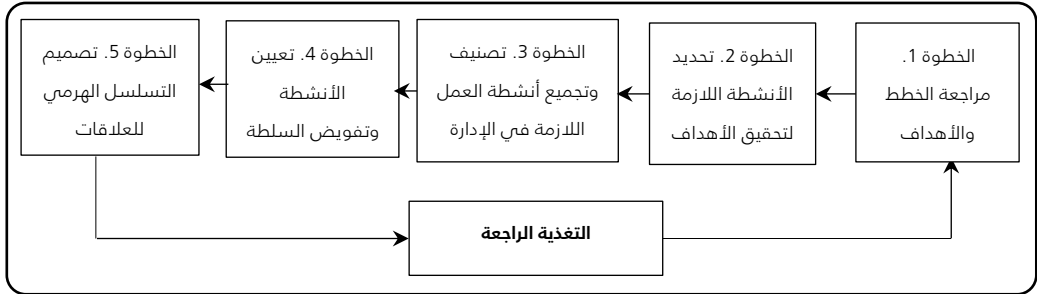 الخطوة 1.
مراجعة الخطط
والأهداف
الخطوة 2. تحديد
الأنشطة اللازمة
لتحقيق الأهداف
الخطوة 3. تصنيف
وتجميع أنشطة العمل
اللازمة في الإدارة
الخطوة 4. تعيين
الأنشطة
وتفويض السلطة
الخطوة 5. تصميم
التسلسل الهرمي
للعلاقات
التغذية الراجعة